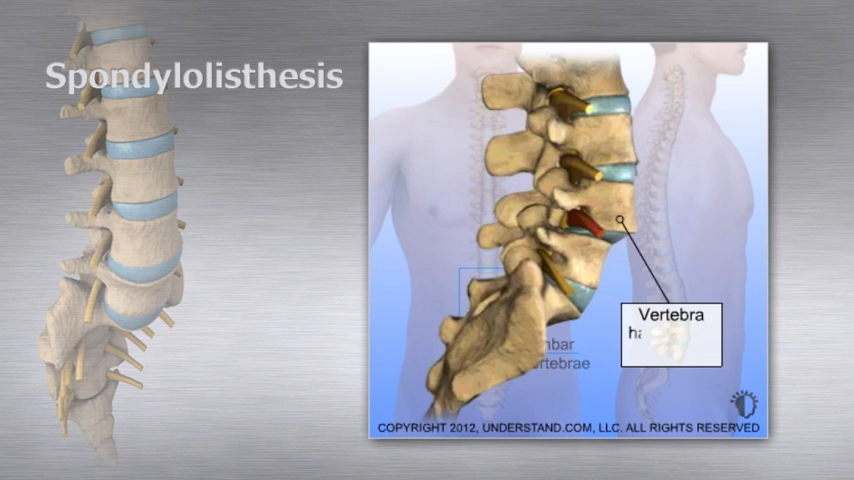 Spondylolisthesis
Vertebra
COPYRIGHT 2012, UNDERSTAND.COM, LLC. ALL RIGHTS RESERVED